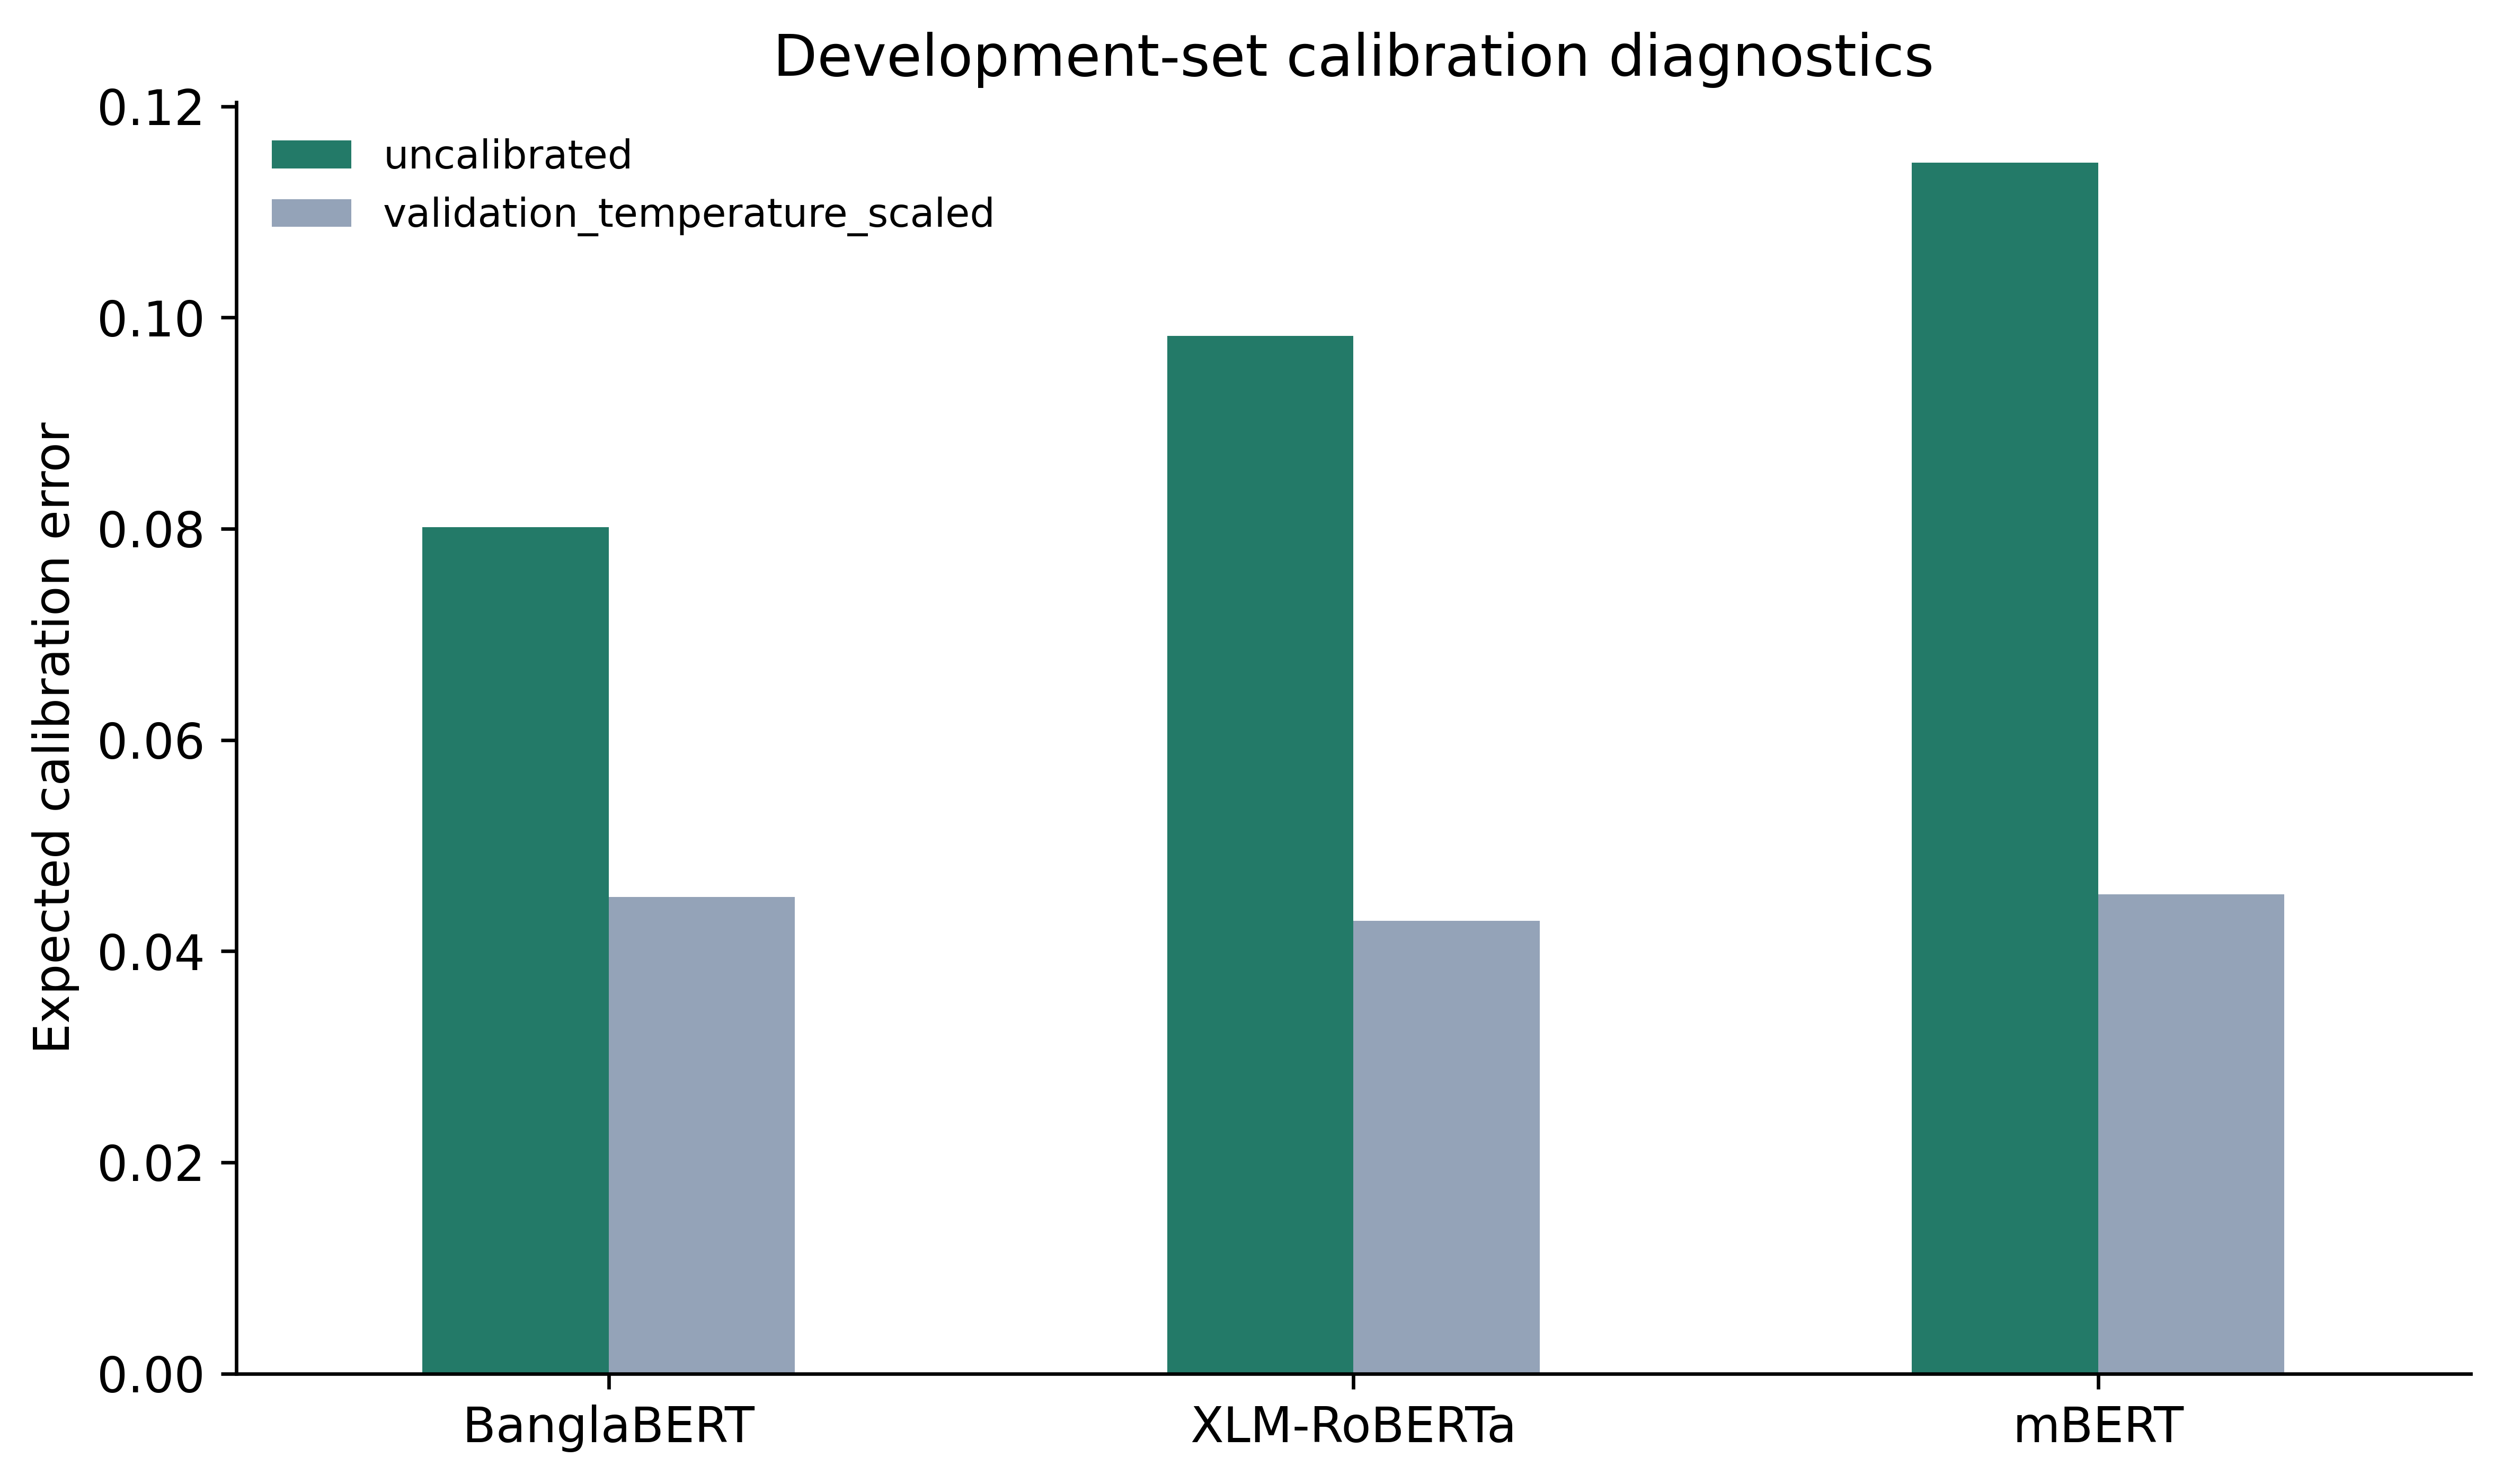 Development-set calibration diagnostics
0.12
0.10
0.08
0.06
0.04
0.02
0.00
Expected calibration error
uncalibrated
validation_temperature_scaled
BanglaBERT
XLM-RoBERTa
mBERT